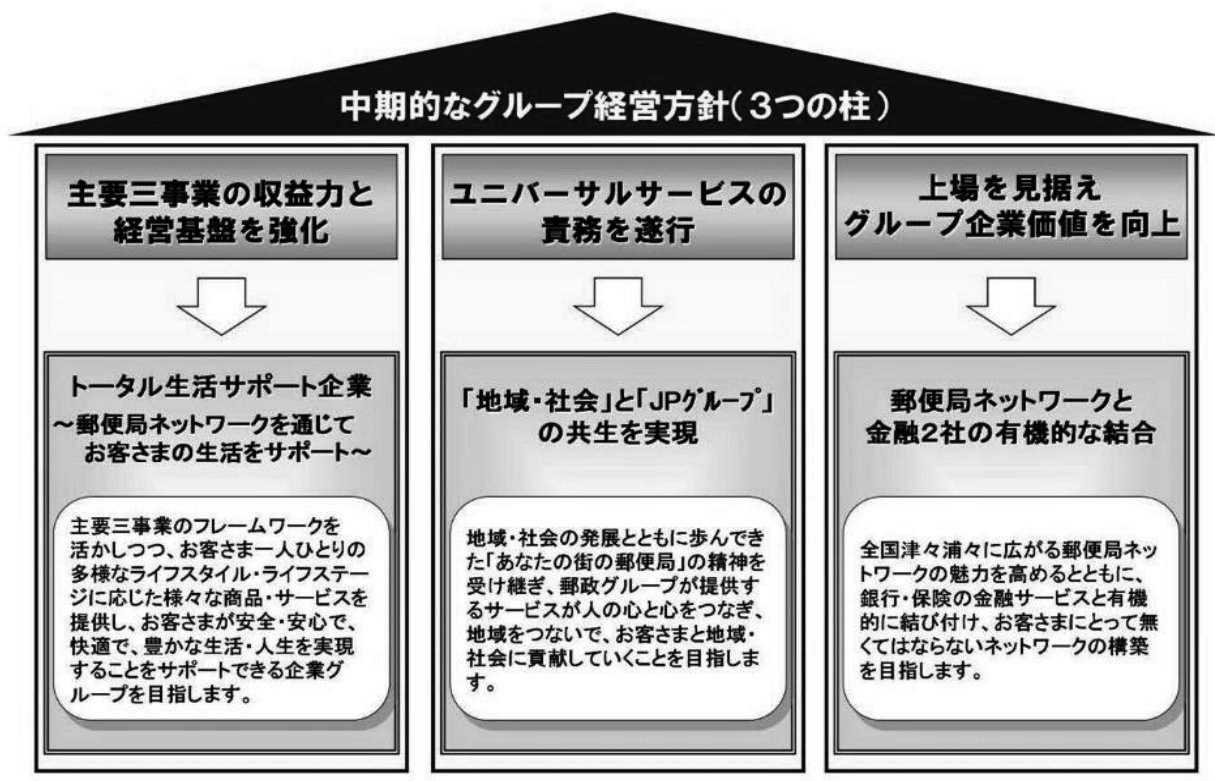 中期的なグループ経営方針(3つの柱)
主要三事業の収益力と
経営基盤を強化
トータル生活サポート企業
～郵便局ネットワークを通じて
お客さまの生活をサポート～
主要三事業のフレームワークを
活かしつつ、お客さま一人ひとりの
多様なライフスタイル・ライフステー
ジに応じた様々な商品・サービスを
提供し、お客さまが安全・安心で、
快適で、豊かな生活・人生を実現
することをサポートできる企業グ
ループを目指します。
ユニバーサルサービスの
責務を遂行
「地域・社会」と「JPグループ」
の共生を実現
地域・社会の発展とともに歩んでき
た「あなたの街の郵便局」の精神を
受け継ぎ、郵政グループが提供す
るサービスが人の心と心をつなぎ、
地域をつないで、お客さまと地域・
社会に貢献していくことを目指しま
す。
上場を見据え
グループ企業価値を向上
郵便局ネットワークと
金融2社の有機的な結合
全国津々浦々に広がる郵便局ネッ
トワークの魅力を高めるとともに、
銀行・保険の金融サービスと有機
的に結び付け、お客さまにとって無
くてはならないネットワークの構築
を目指します。